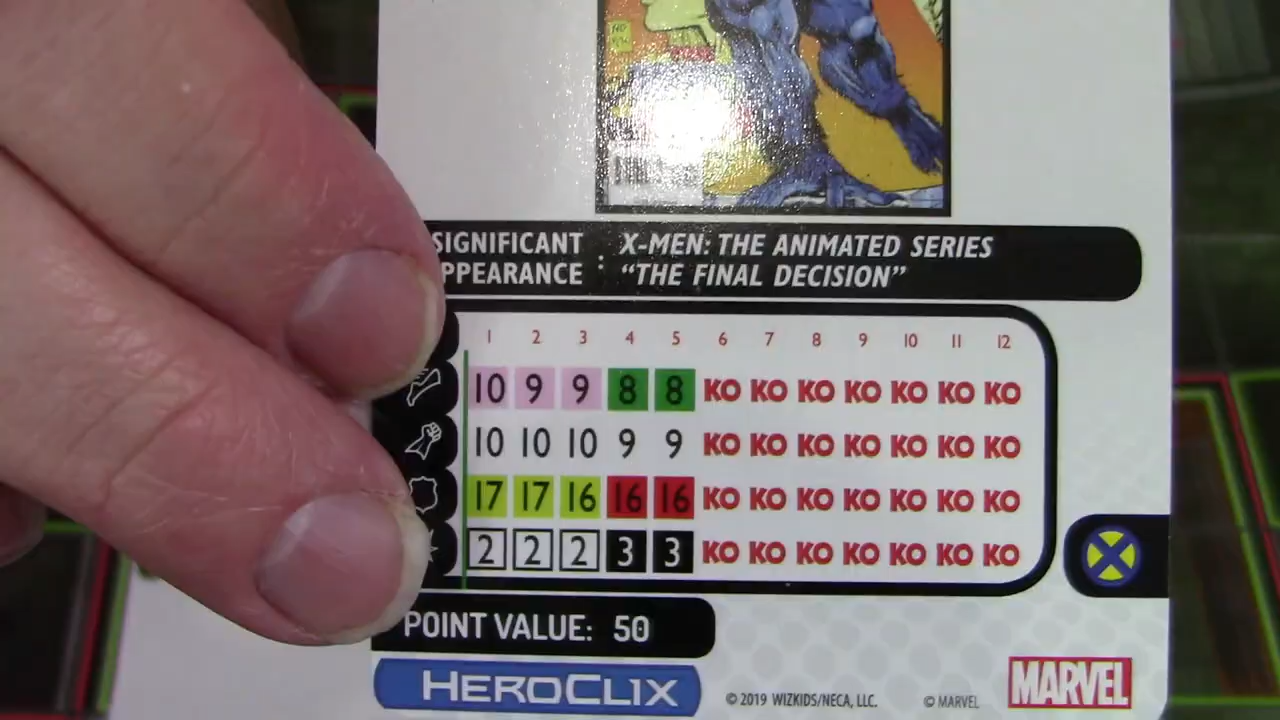 SIGNIFICANT : X-MEN: THE ANIMATED SERIES
PPEARANCE “THE FINAL DECISION”
1 2 3 4 5 6 7 8 9 10 11 12
10 9 9 8 8 KO KO KO KO KO KO KO
10 10 10 9 9 KO KO KO KO KO KO KO
17 17 16 16 16 KO KO KO KO KO KO KO
2 2 2 3 3 KO KO KO KO KO KO KO
POINT VALUE: 50
HEROCLIX
© 2019 WIZKIDS/NECA, LLC. © MARVEL
MARVEL